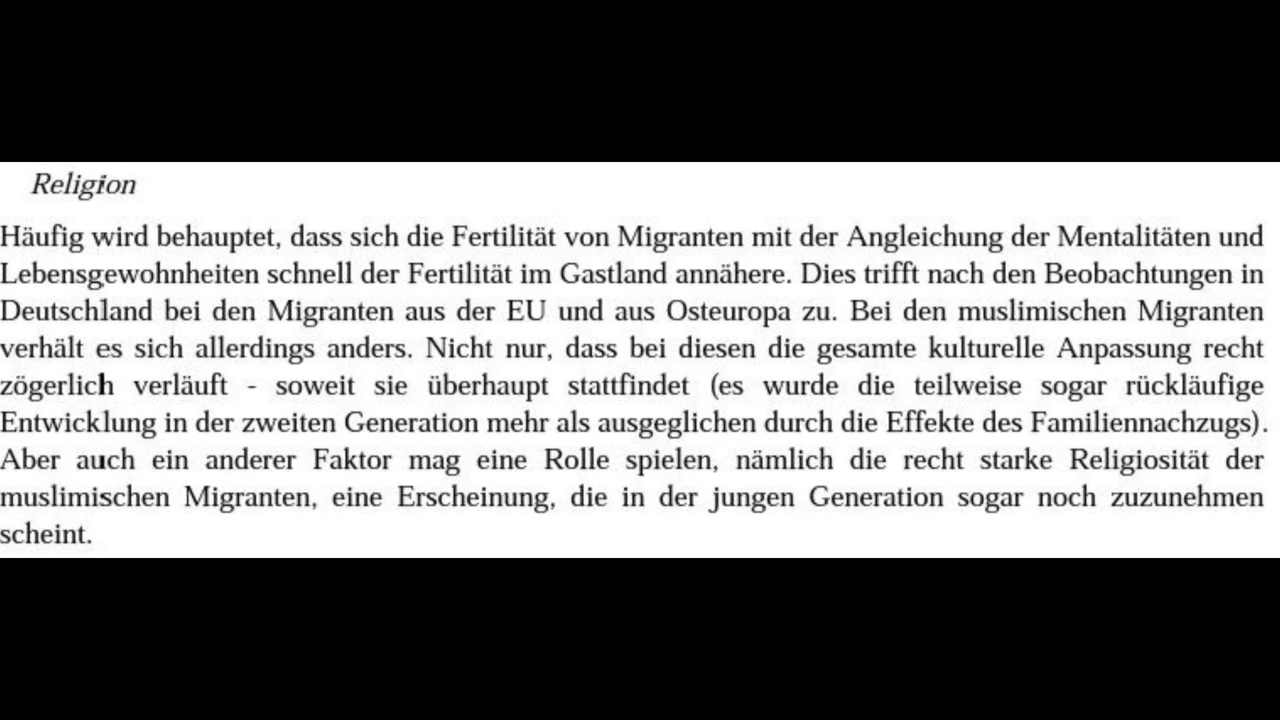 Religion
Häufig wird behauptet, dass sich die Fertilität von Migranten mit der Angleichung der Mentalitäten und
Lebensgewohnheiten schnell der Fertilität im Gastland annähere. Dies trifft nach den Beobachtungen in
Deutschland bei den Migranten aus der EU und aus Osteuropa zu. Bei den muslimischen Migranten
verhält es sich allerdings anders. Nicht nur, dass bei diesen die gesamte kulturelle Anpassung recht
zögerlich verläuft - soweit sie überhaupt stattfindet (es wurde die teilweise sogar rückläufige
Entwicklung in der zweiten Generation mehr als ausgeglichen durch die Effekte des Familiennachzugs).
Aber auch ein anderer Faktor mag eine Rolle spielen, nämlich die recht starke Religiosität der
muslimischen Migranten, eine Erscheinung, die in der jungen Generation sogar noch zuzunehmen
scheint.